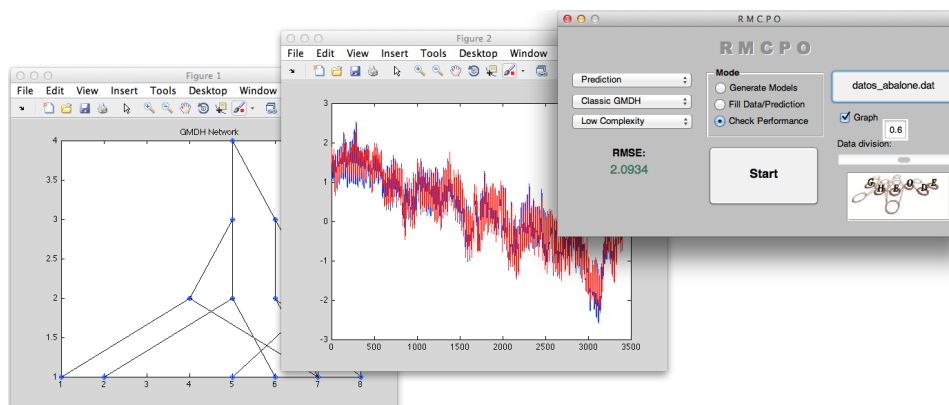 Figure 1
File Edit View Insert Tools Desktop Window
GMDH Network
4
3.5
3
2.5
2
1.5
1
1 2 3 4 5 6 7 8
Figure 2
File Edit View Insert Tools Desktop Window
3
2
1
0
-1
-2
-3
0 500 1000 1500 2000 2500 3000 3500
RMCPO
RMCPO
Prediction
Classic GMDH
Low Complexity
RMSE:
2.0934
Mode
Generate Models
Fill Data/Prediction
Check Performance
Start
datos_abalone.dat
Graph
0.6
Data division: